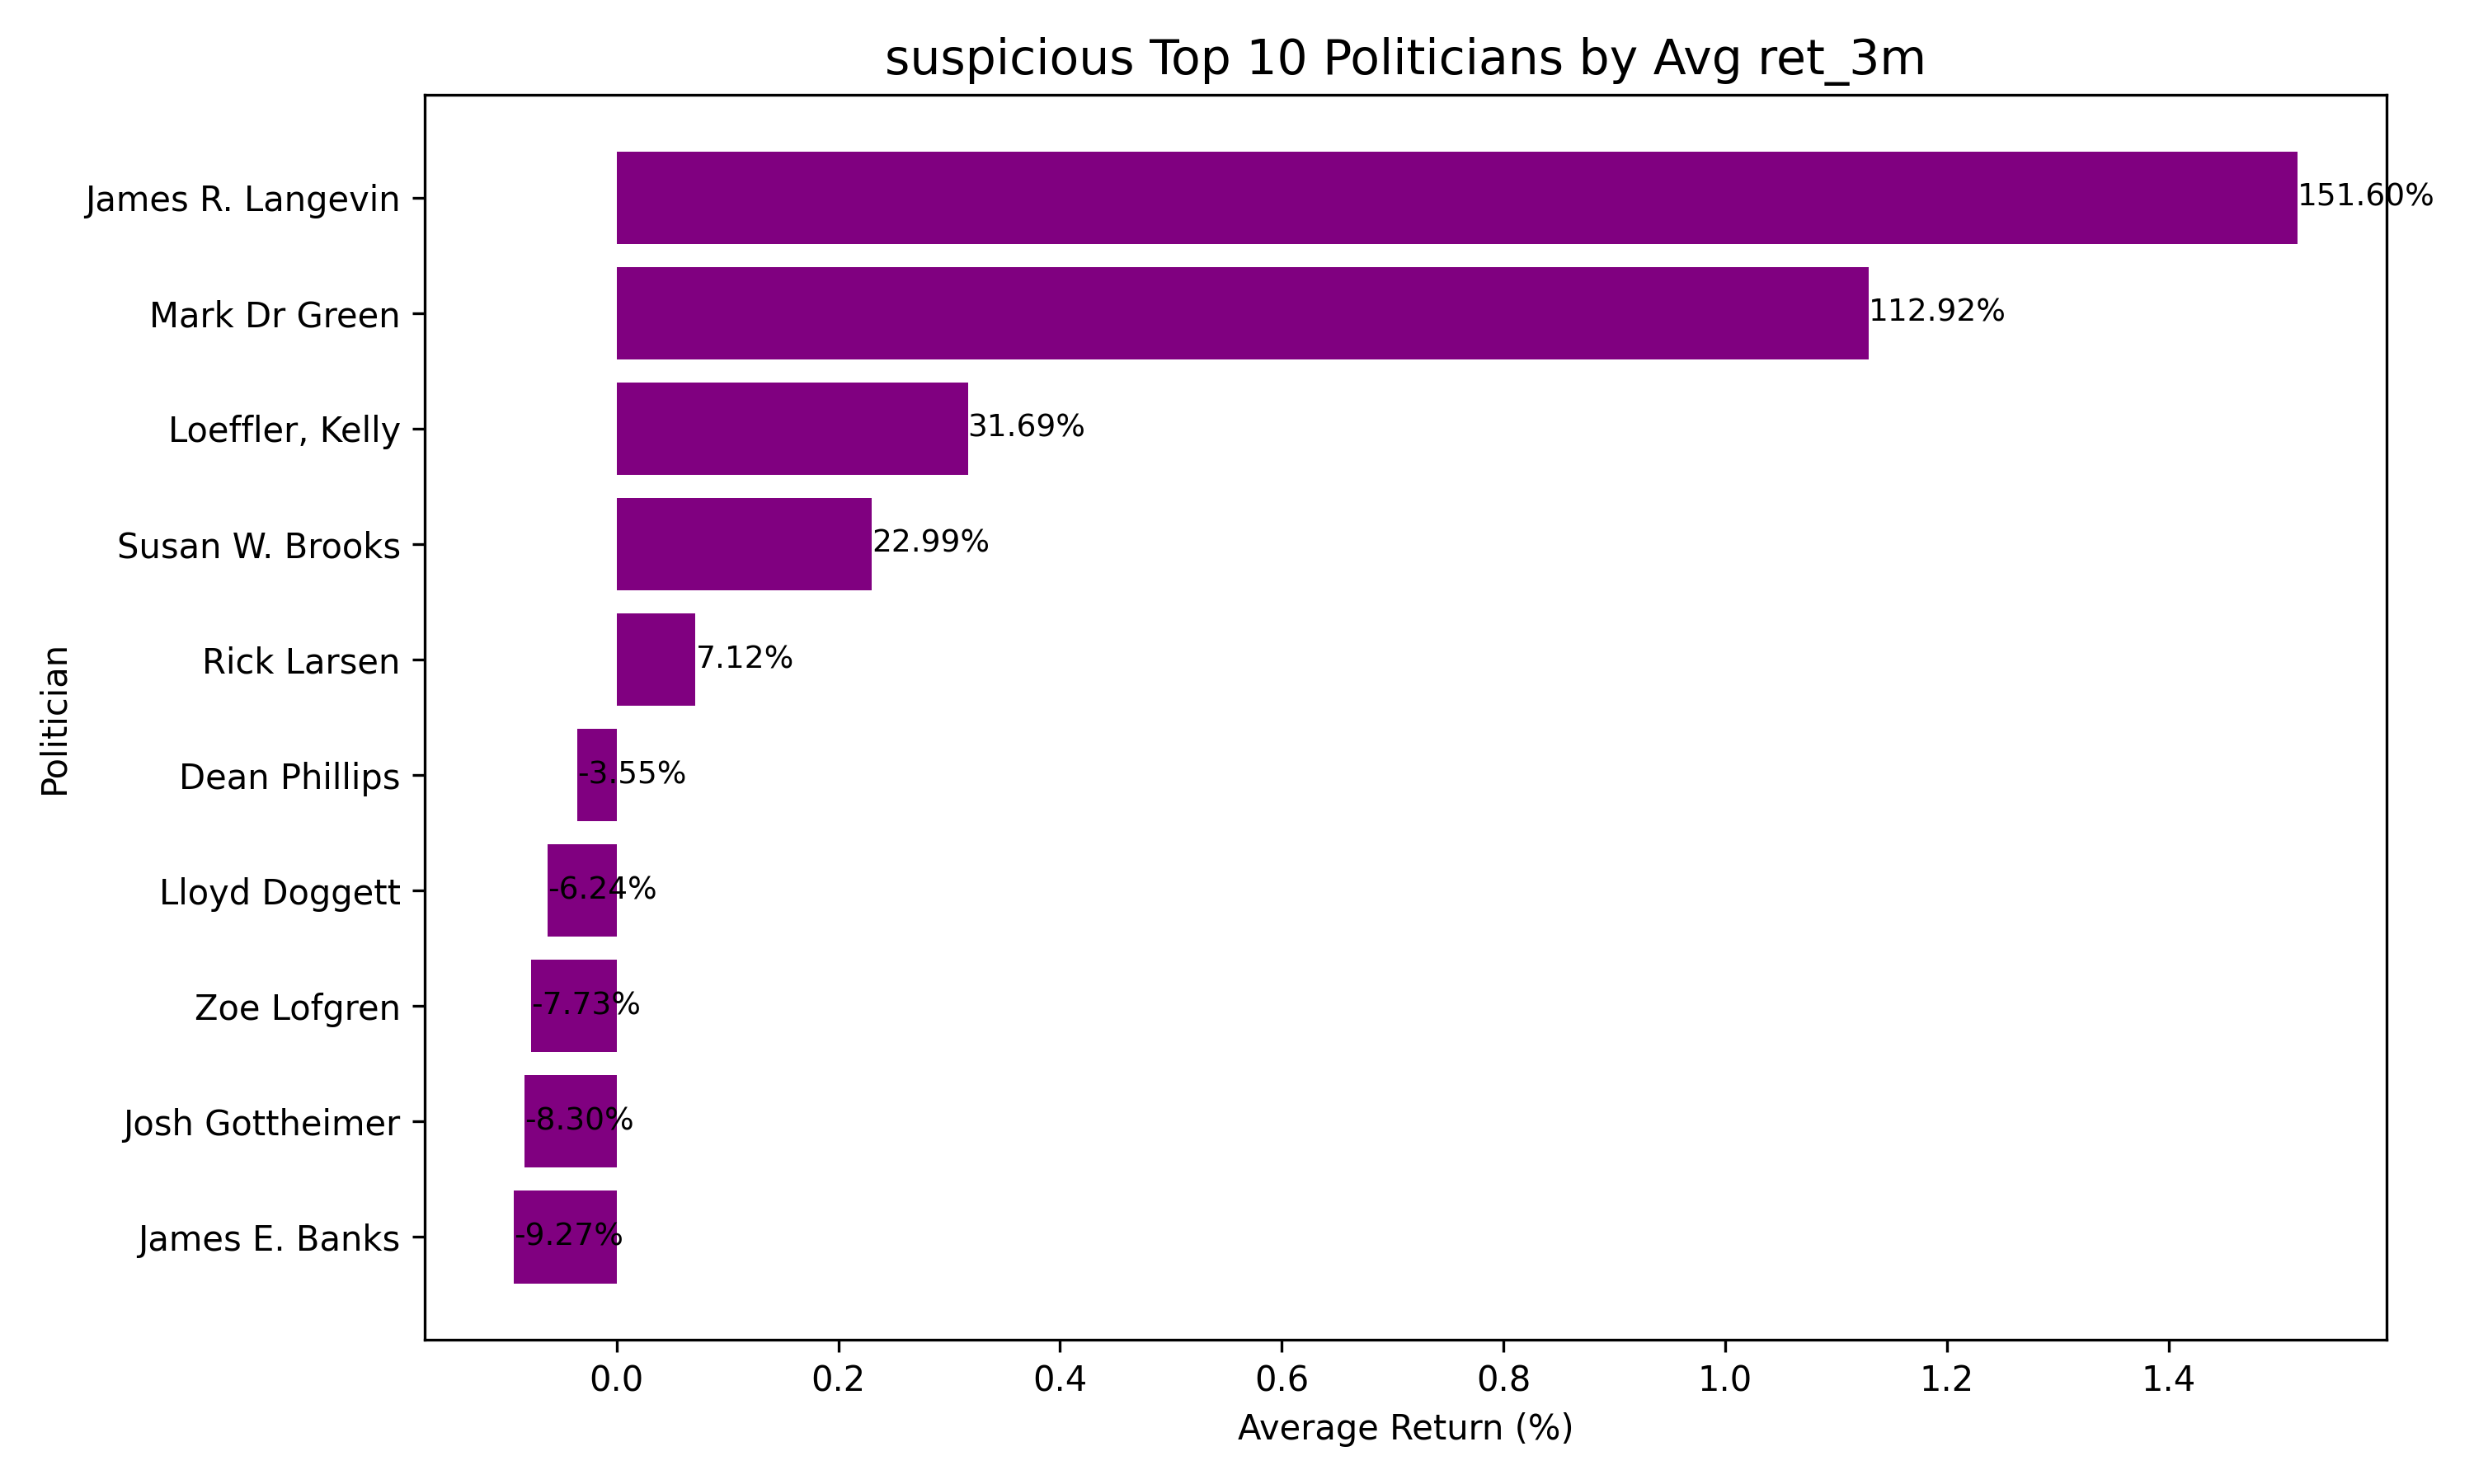 suspicious Top 10 Politicians by Avg ret_3m
James R. Langevin 151.60%
Mark Dr Green 112.92%
Loeffler, Kelly 31.69%
Susan W. Brooks 22.99%
Rick Larsen 7.12%
Dean Phillips -3.55%
Lloyd Doggett -6.24%
Zoe Lofgren -7.73%
Josh Gottheimer -8.30%
James E. Banks -9.27%
Politician
0.0 0.2 0.4 0.6 0.8 1.0 1.2 1.4
Average Return (%)